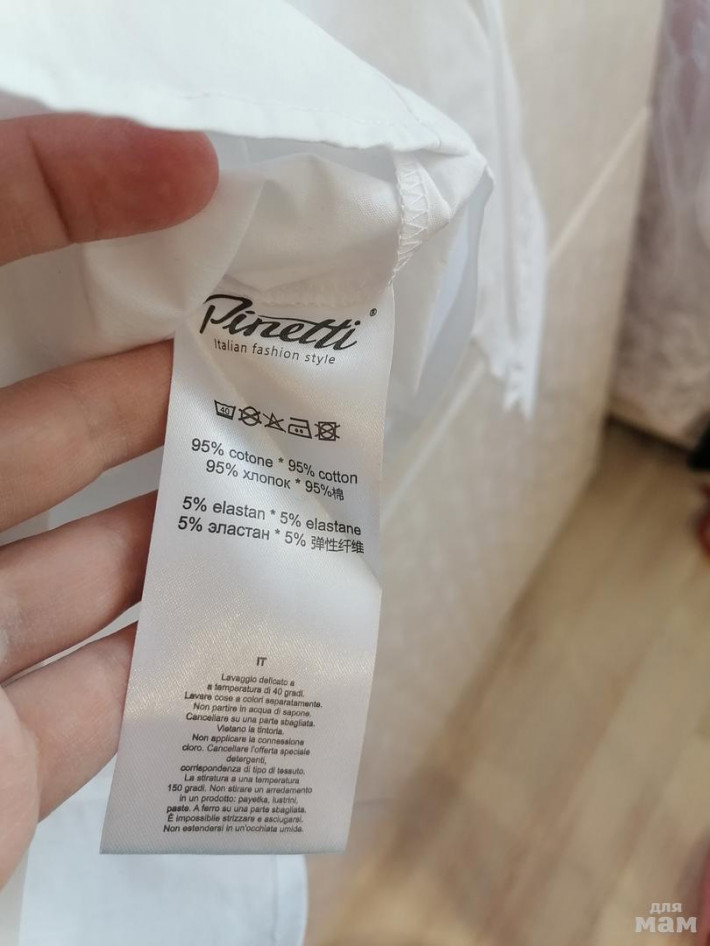 Pinetti®
Italian fashion style
40
95% cotone * 95% cotton
95% хлопок * 95%棉
5% elastan * 5% elastane
5% эластан * 5% 弹性纤维
IT
Lavaggio delicato a
a temperatura di 40 gradi.
Lavare cose a colori separatamente.
Non partire in acqua di sapone.
Cancellare su una parte sbagliata.
Vietano la tintoria.
Non applicare la connessione
cloro. Cancellare l'offerta speciale
detergenti,
corrispondenza di tipo di tessuto.
La stiratura a una temperatura
150 gradi. Non stirare un arredamento
in un prodotto: payetka, lustrini,
paste. A ferro su una parte sbagliata.
È impossibile strizzare e asciugarsi.
Non estendersi in un'occhiata umida.
для
мам